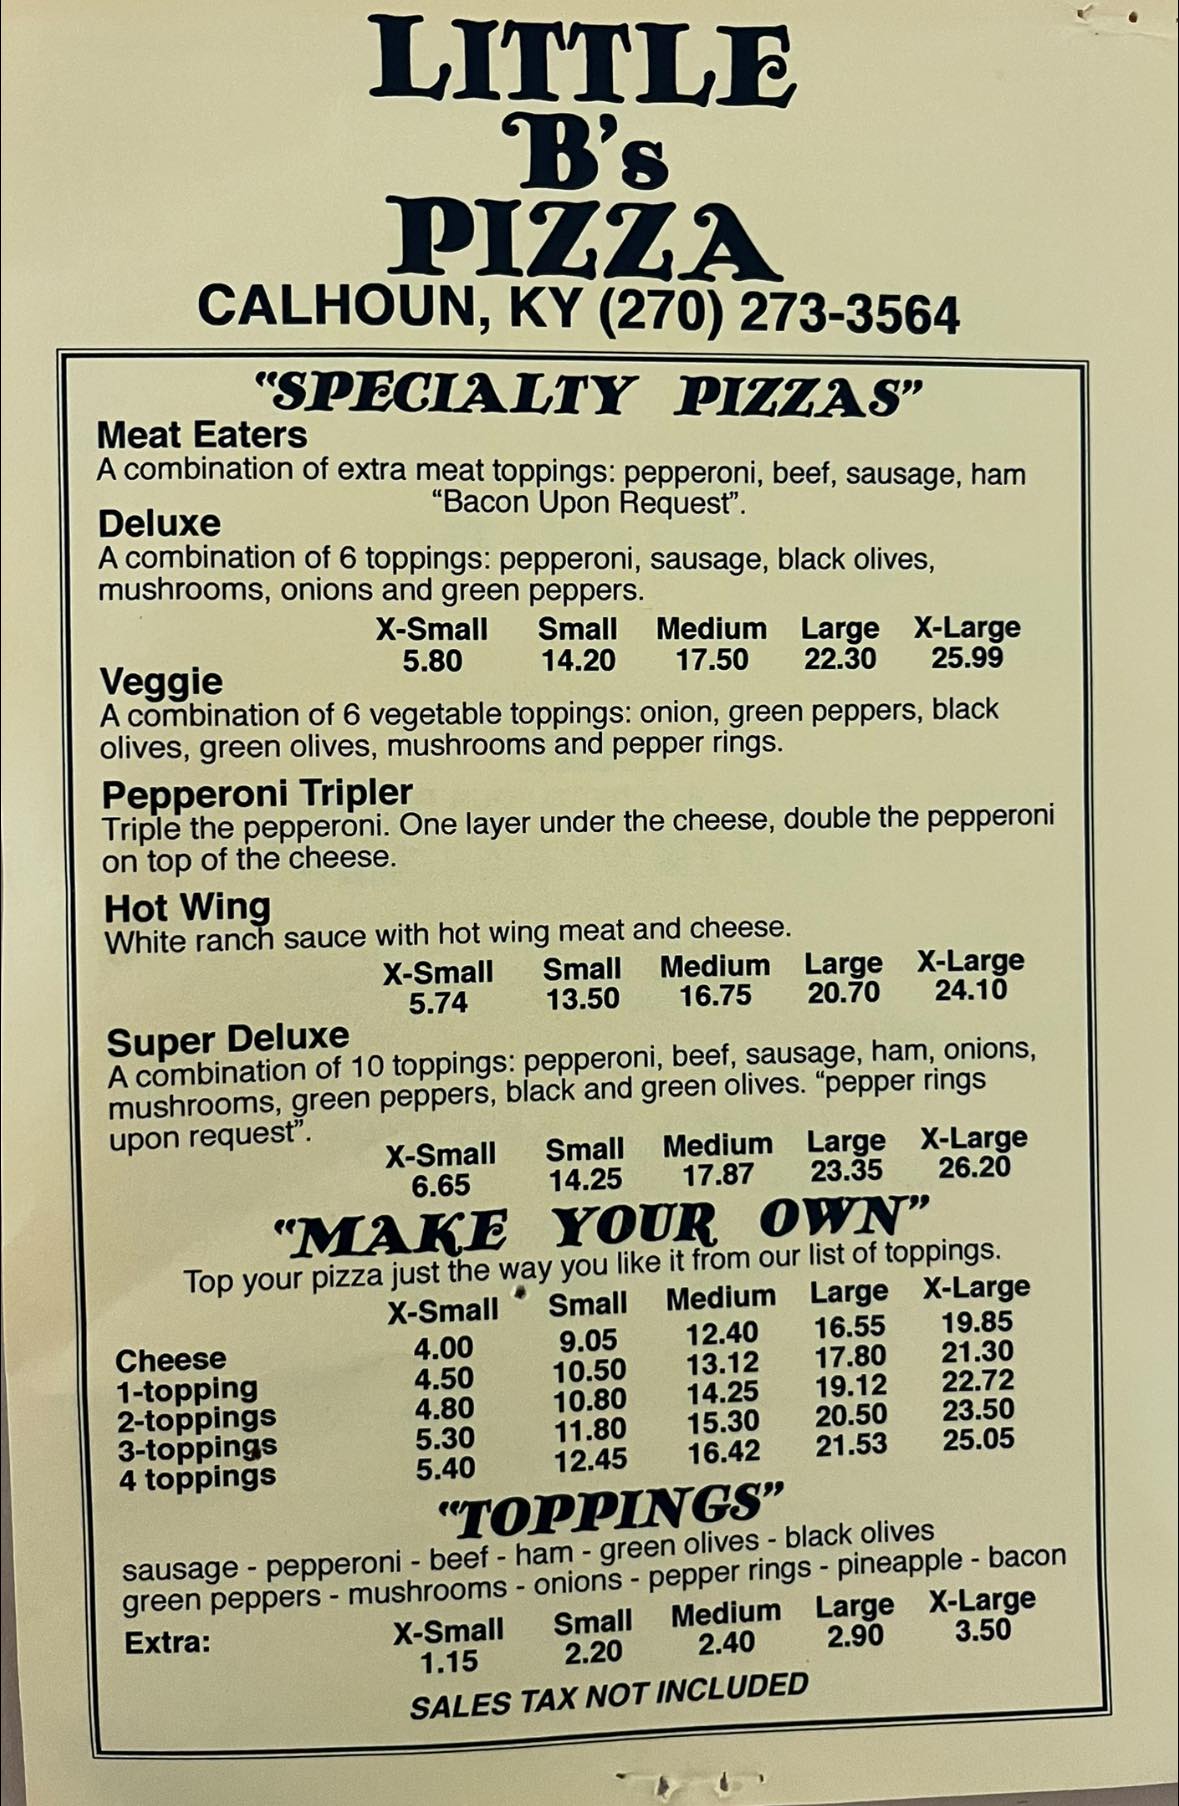 LITTLE
B's
PIZZA
CALHOUN, KY (270) 273-3564
"SPECIALTY PIZZAS"
Meat Eaters
A combination of extra meat toppings: pepperoni, beef, sausage, ham
"Bacon Upon Request".
Deluxe
A combination of 6 toppings: pepperoni, sausage, black olives,
mushrooms, onions and green peppers.
X-Small Small Medium Large X-Large
5.80 14.20 17.50 22.30 25.99
Veggie
A combination of 6 vegetable toppings: onion, green peppers, black
olives, green olives, mushrooms and pepper rings.
Pepperoni Tripler
Triple the pepperoni. One layer under the cheese, double the pepperoni
on top of the cheese.
Hot Wing
White ranch sauce with hot wing meat and cheese.
X-Small Small Medium Large X-Large
5.74 13.50 16.75 20.70 24.10
Super Deluxe
A combination of 10 toppings: pepperoni, beef, sausage, ham, onions,
mushrooms, green peppers, black and green olives. "pepper rings
upon request".
X-Small Small Medium Large X-Large
6.65 14.25 17.87 23.35 26.20
"MAKE YOUR OWN"
Top your pizza just the way you like it from our list of toppings.
X-Small Small Medium Large X-Large
Cheese 4.00 9.05 12.40 16.55 19.85
1-topping 4.50 10.50 13.12 17.80 21.30
2-toppings 4.80 10.80 14.25 19.12 22.72
3-toppings 5.30 11.80 15.30 20.50 23.50
4 toppings 5.40 12.45 16.42 21.53 25.05
"TOPPINGS"
sausage - pepperoni - beef - ham - green olives - black olives
green peppers - mushrooms - onions - pepper rings - pineapple - bacon
X-Small Small Medium Large X-Large
Extra: 1.15 2.20 2.40 2.90 3.50
SALES TAX NOT INCLUDED